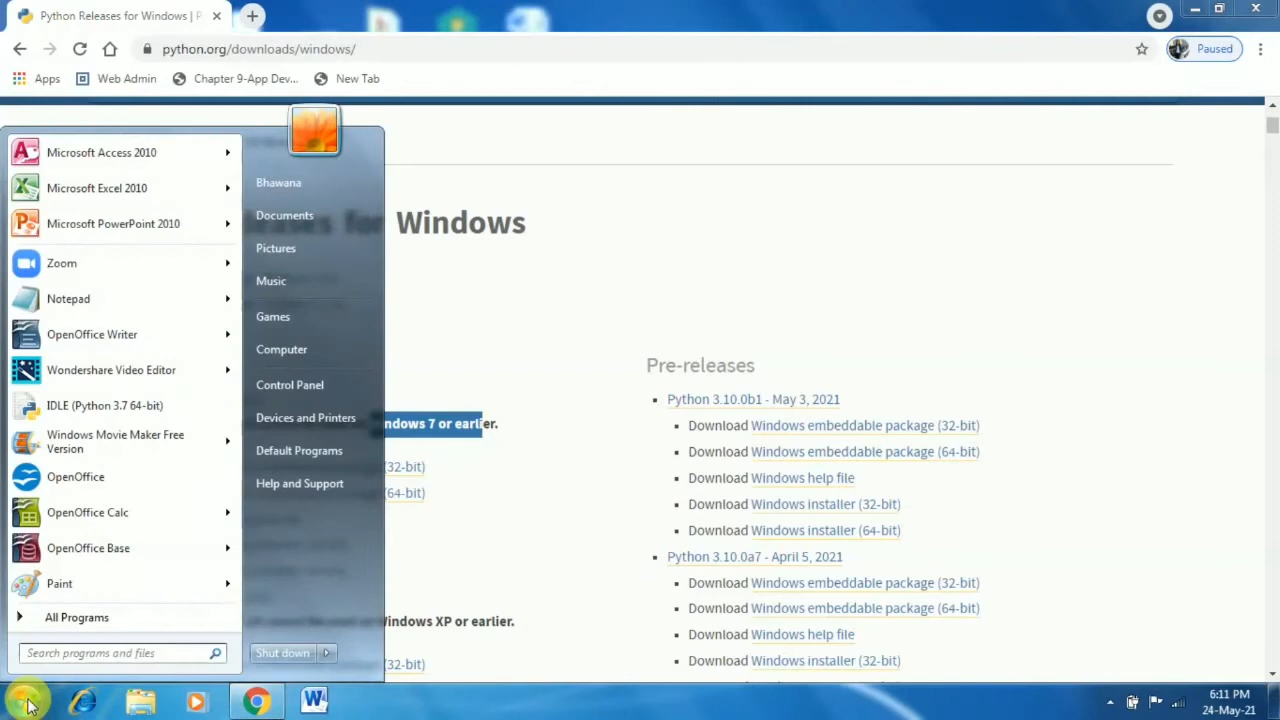 Python Releases for Windows | P
python.org/downloads/windows/
Paused
Apps
Web Admin
Chapter 9-App Dev...
New Tab
Microsoft Access 2010
Microsoft Excel 2010
Microsoft PowerPoint 2010
Zoom
Notepad
OpenOffice Writer
Wondershare Video Editor
IDLE (Python 3.7 64-bit)
Windows Movie Maker Free
Version
OpenOffice
OpenOffice Calc
OpenOffice Base
Paint
All Programs
Search programs and files
Bhawana
Documents
Pictures
Music
Games
Computer
Control Panel
Devices and Printers
Default Programs
Help and Support
Shut down
eases for Windows
ndows 7 or earlier.
(32-bit)
(64-bit)
Windows XP or earlier.
(32-bit)
Pre-releases
Python 3.10.0b1 - May 3, 2021
Download Windows embeddable package (32-bit)
Download Windows embeddable package (64-bit)
Download Windows help file
Download Windows installer (32-bit)
Download Windows installer (64-bit)
Python 3.10.0a7 - April 5, 2021
Download Windows embeddable package (32-bit)
Download Windows embeddable package (64-bit)
Download Windows help file
Download Windows installer (32-bit)
6:11 PM
24-May-21